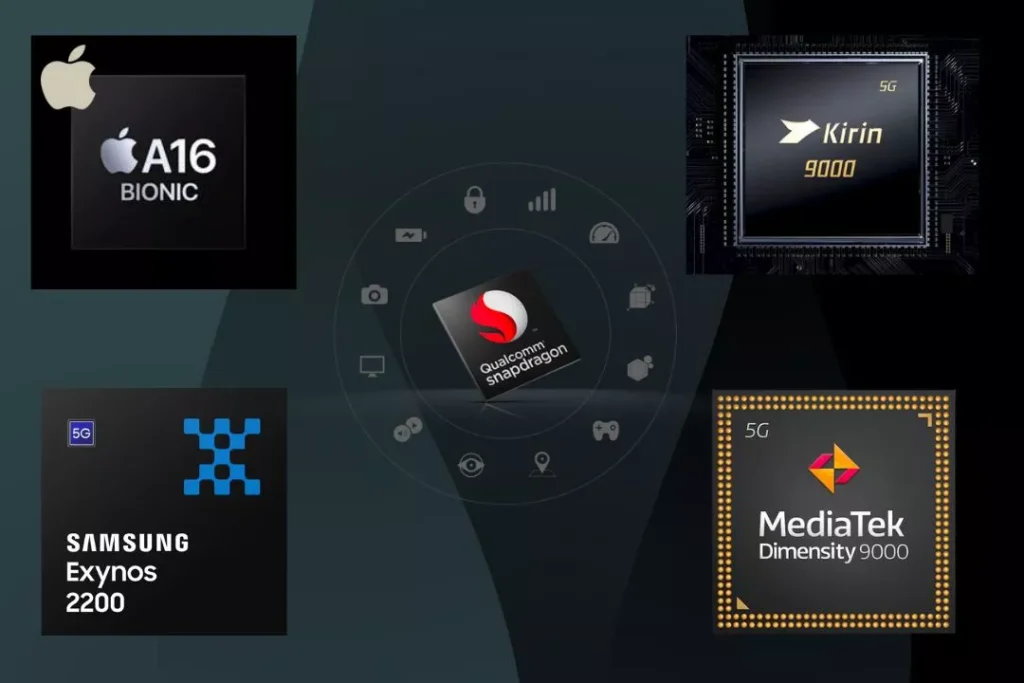 A16
BIONIC
5G
Kirin
9000
Qualcomm
snapdragon
5G
SAMSUNG
Exynos
2200
5G
MediaTek
Dimensity 9000